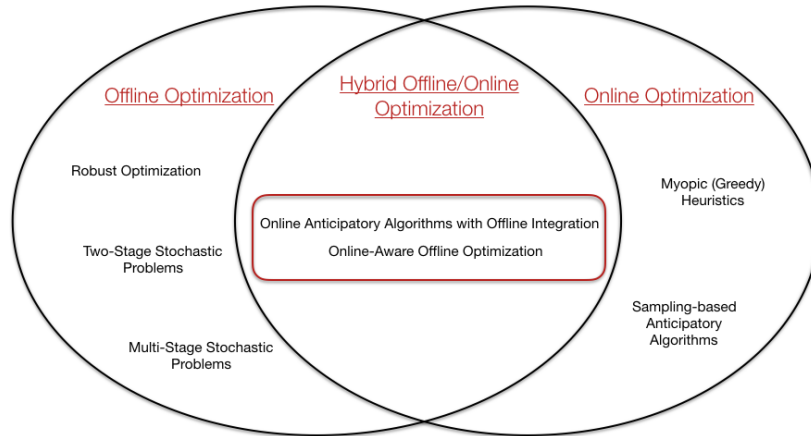 Offline Optimization
Robust Optimization
Two-Stage Stochastic
Problems
Multi-Stage Stochastic
Problems
Hybrid Offline/Online
Optimization
Online Anticipatory Algorithms with Offline Integration
Online-Aware Offline Optimization
Online Optimization
Myopic (Greedy)
Heuristics
Sampling-based
Anticipatory
Algorithms